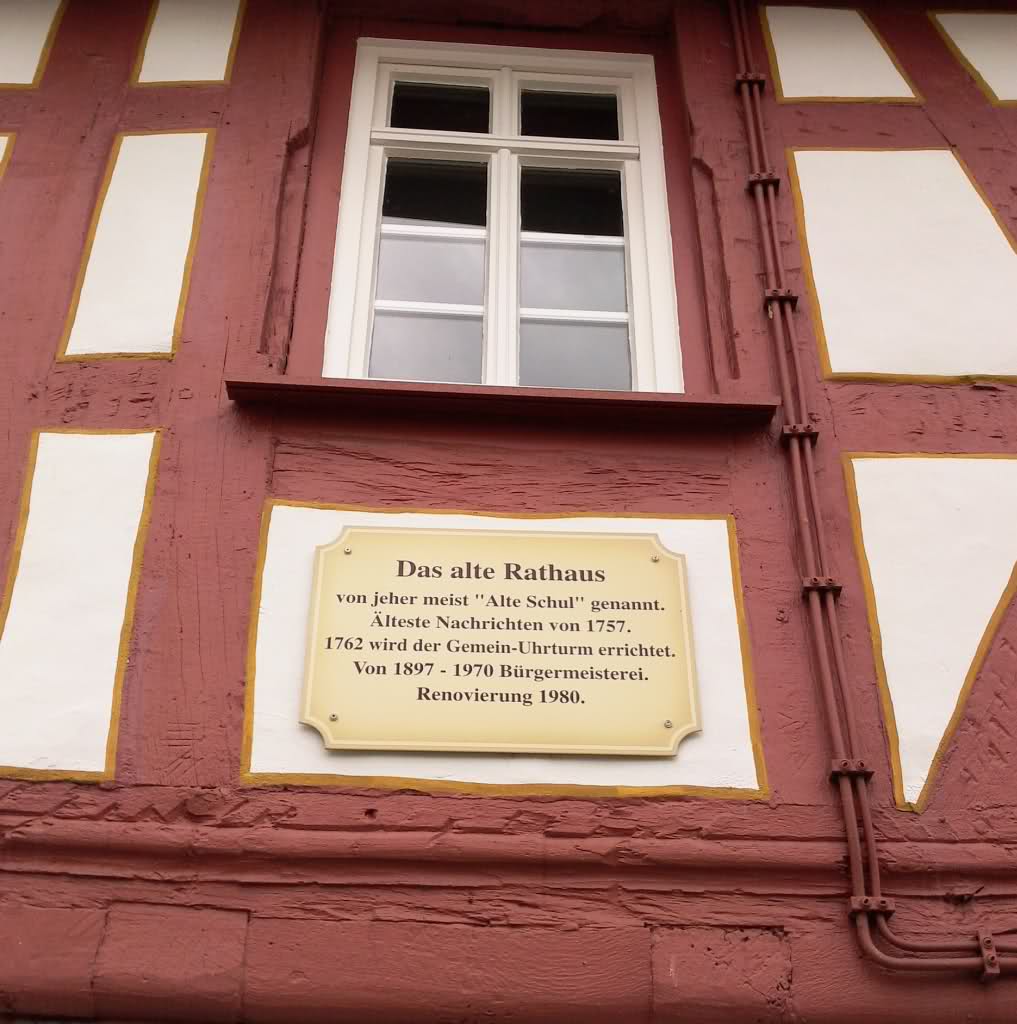 Das alte Rathaus
von jeher meist "Alte Schul" genannt.
Älteste Nachrichten von 1757.
1762 wird der Gemein-Uhrturm errichtet.
Von 1897 - 1970 Bürgermeisterei.
Renovierung 1980.